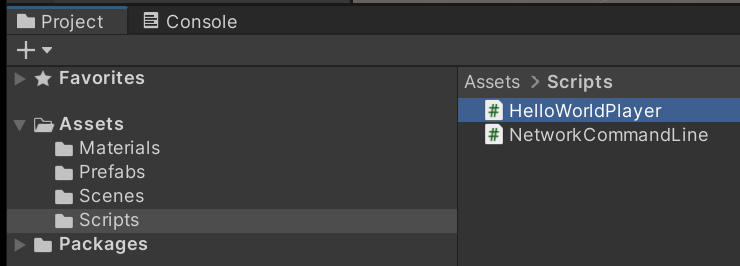 Project
Console
Favorites
Assets
Materials
Prefabs
Scenes
Scripts
Packages
Assets > Scripts
# HelloWorldPlayer
# NetworkCommandLine